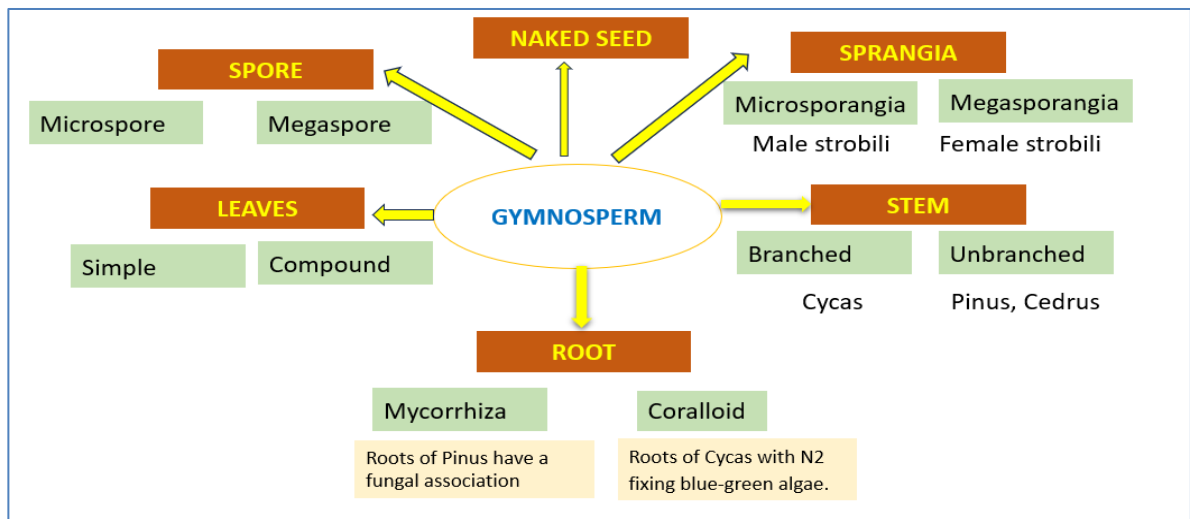 NAKED SEED
SPORE
SPRANGIA
Microspore
Megaspore
Microsporangia
Megasporangia
Male strobili
Female strobili
LEAVES
GYMNOSPERM
STEM
Simple
Compound
Branched
Unbranched
Cycas
Pinus, Cedrus
ROOT
Mycorrhiza
Coralloid
Roots of Pinus have a
fungal association
Roots of Cycas with N2
fixing blue-green algae.